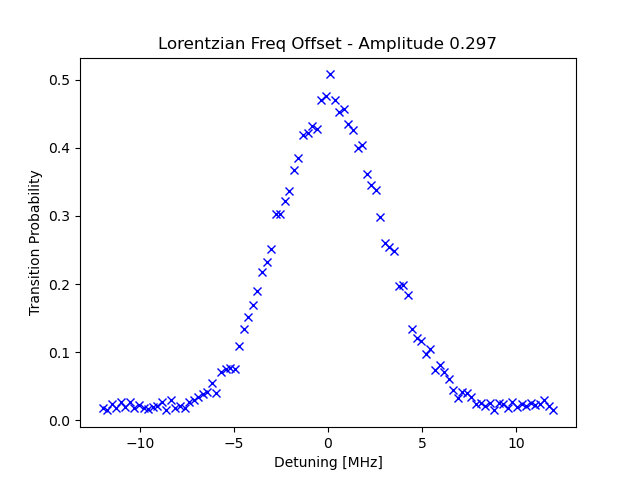 Lorentzian Freq Offset - Amplitude 0.297
Transition Probability
0.5
0.4
0.3
0.2
0.1
0.0
−10 −5 0 5 10
Detuning [MHz]